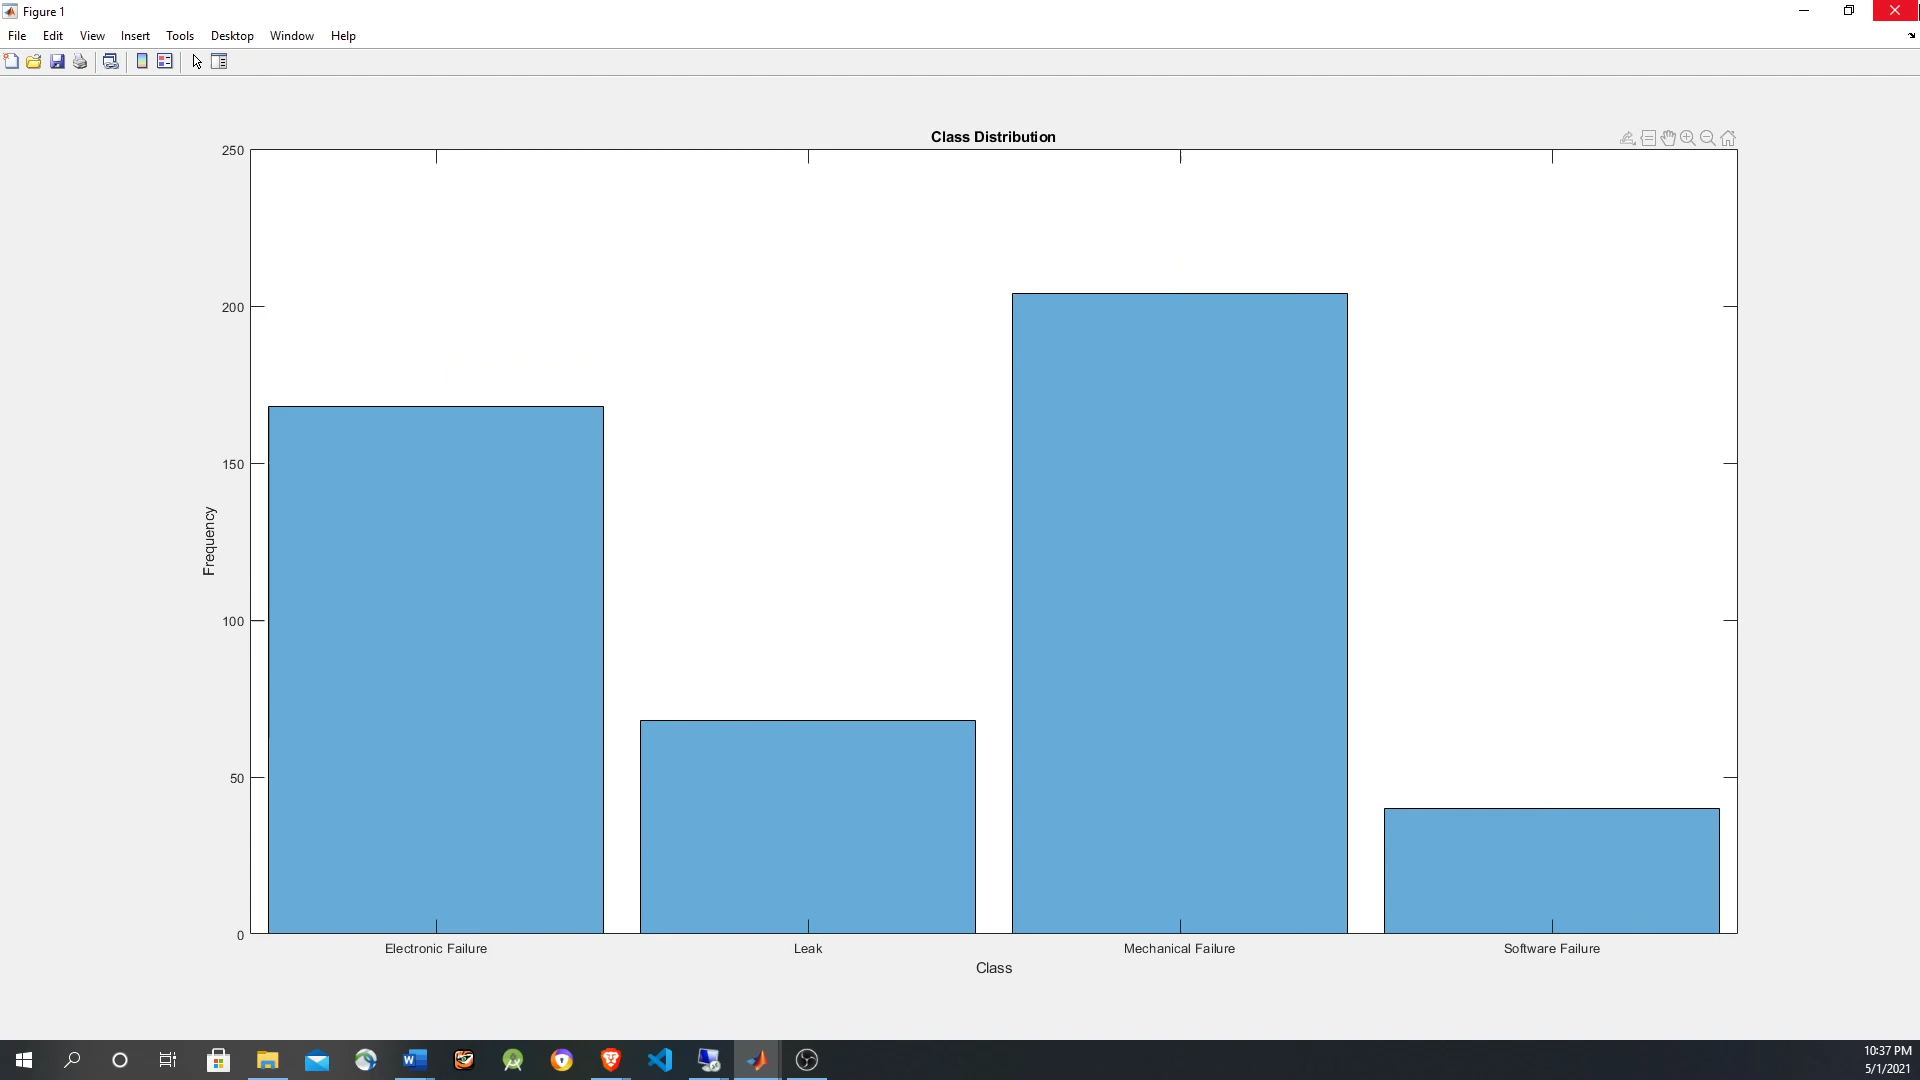 Figure 1
File Edit View Insert Tools Desktop Window Help
Class Distribution
250
200
150
100
50
0
Frequency
Electronic Failure Leak Mechanical Failure Software Failure
Class
10:37 PM
5/1/2021